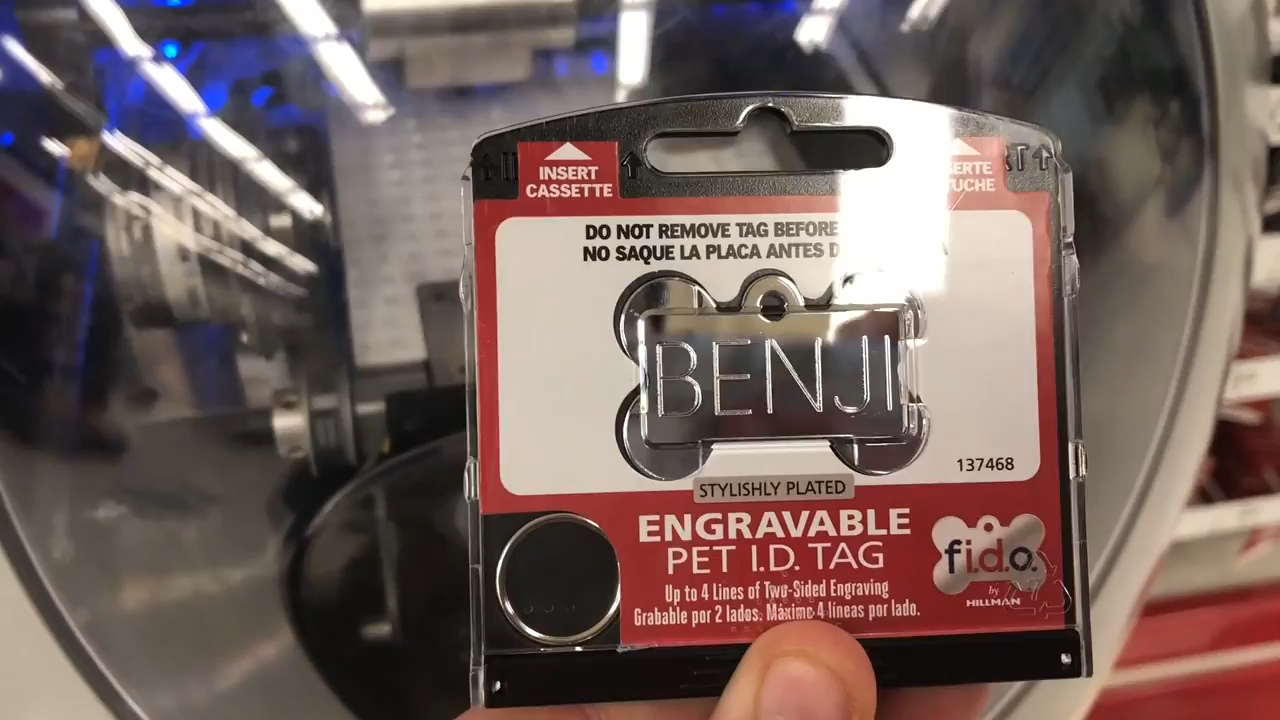 INSERT
CASSETTE
DO NOT REMOVE TAG BEFORE
NO SAQUE LA PLACA ANTES
BENJI
137468
STYLISHLY PLATED
ENGRAVABLE
PET I.D. TAG
f.i.d.o.
by
HILLMAN
Up to 4 Lines of Two-Sided Engraving
Grabable por 2 lados. Máximo 4 líneas por lado.